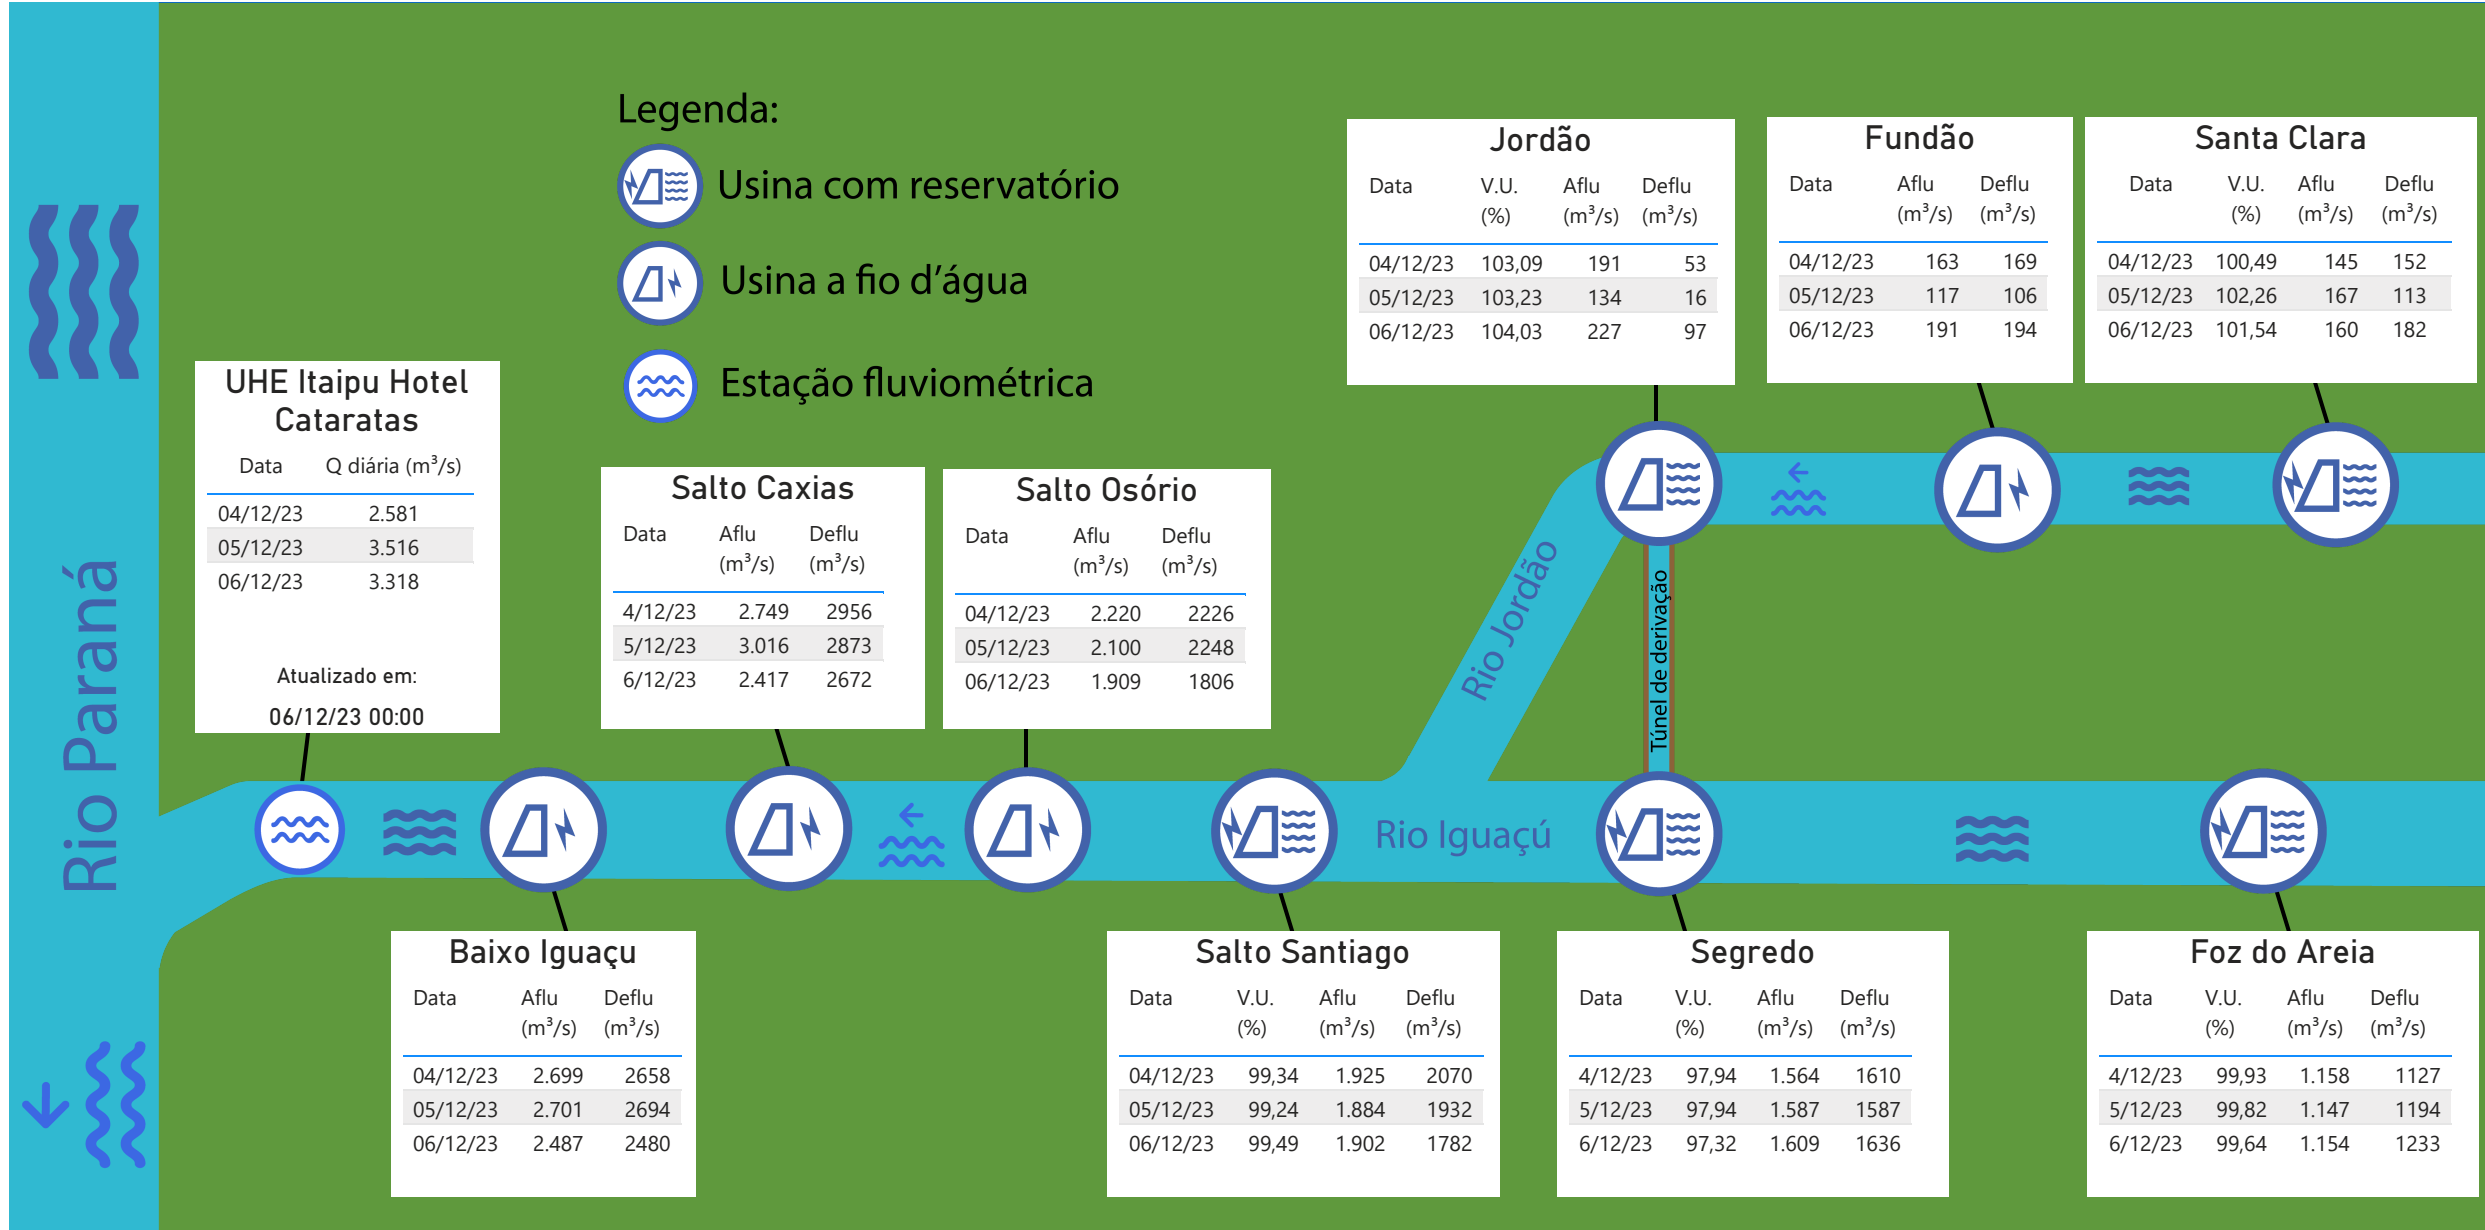 Legenda:
Usina com reservatório
Usina a fio d'água
Estação fluviométrica
Jordão
Data V.U. (%) Aflu (m³/s) Deflu (m³/s)
04/12/23 103,09 191 53
05/12/23 103,23 134 16
06/12/23 104,03 227 97
Fundão
Data Aflu (m³/s) Deflu (m³/s)
04/12/23 163 169
05/12/23 117 106
06/12/23 191 194
Santa Clara
Data V.U. (%) Aflu (m³/s) Deflu (m³/s)
04/12/23 100,49 145 152
05/12/23 102,26 167 113
06/12/23 101,54 160 182
UHE Itaipu Hotel
Cataratas
Data Q diária (m³/s)
04/12/23 2.581
05/12/23 3.516
06/12/23 3.318
Atualizado em:
06/12/23 00:00
Salto Caxias
Data Aflu (m³/s) Deflu (m³/s)
4/12/23 2.749 2956
5/12/23 3.016 2873
6/12/23 2.417 2672
Salto Osório
Data Aflu (m³/s) Deflu (m³/s)
04/12/23 2.220 2226
05/12/23 2.100 2248
06/12/23 1.909 1806
Rio Paraná
Rio Jordão
Túnel de derivação
Rio Iguaçú
Baixo Iguaçu
Data Aflu (m³/s) Deflu (m³/s)
04/12/23 2.699 2658
05/12/23 2.701 2694
06/12/23 2.487 2480
Salto Santiago
Data V.U. (%) Aflu (m³/s) Deflu (m³/s)
04/12/23 99,34 1.925 2070
05/12/23 99,24 1.884 1932
06/12/23 99,49 1.902 1782
Segredo
Data V.U. (%) Aflu (m³/s) Deflu (m³/s)
4/12/23 97,94 1.564 1610
5/12/23 97,94 1.587 1587
6/12/23 97,32 1.609 1636
Foz do Areia
Data V.U. (%) Aflu (m³/s) Deflu (m³/s)
4/12/23 99,93 1.158 1127
5/12/23 99,82 1.147 1194
6/12/23 99,64 1.154 1233